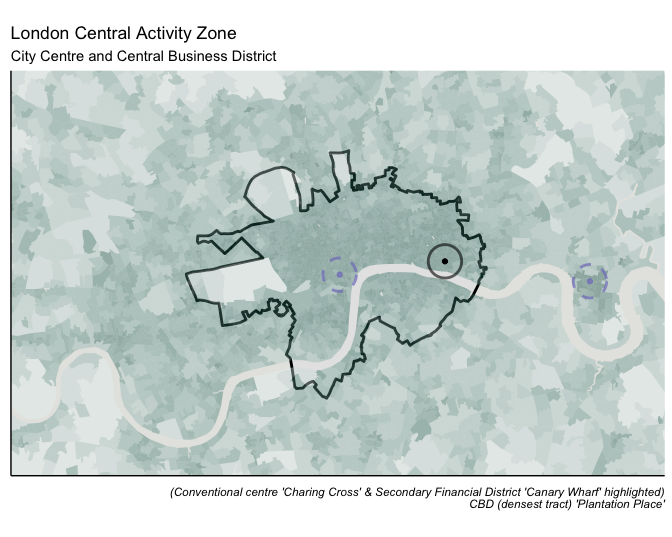 London Central Activity Zone
City Centre and Central Business District
(Conventional centre 'Charing Cross' & Secondary Financial District 'Canary Wharf' highlighted)
CBD (densest tract) 'Plantation Place'